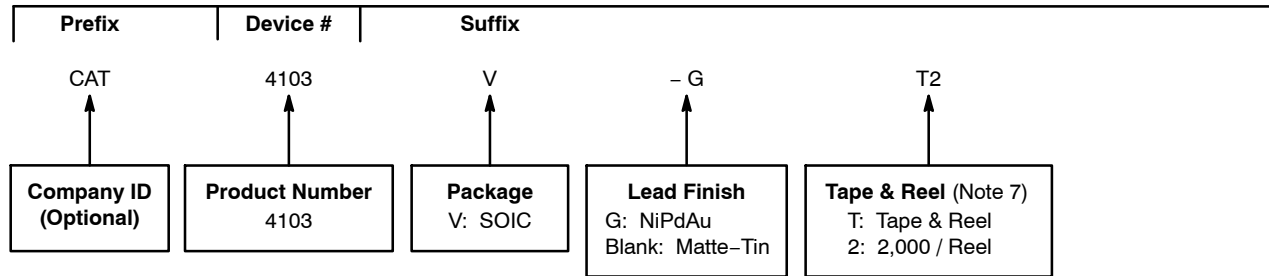 Prefix Device # Suffix
CAT 4103 V – G T2
Company ID
(Optional)
Product Number
4103
Package
V: SOIC
Lead Finish
G: NiPdAu
Blank: Matte−Tin
Tape & Reel (Note 7)
T: Tape & Reel
2: 2,000 / Reel